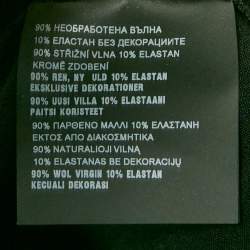 90% НЕОБРАБОТЕНА ВЪЛНА
10% ЕЛАСТАН БЕЗ ДЕКОРАЦИИТЕ
90% STŘIŽNÍ VLNA 10% ELASTAN
KROMĚ ZDOBENÍ
90% REN, NY ULD 10% ELASTAN
EKSKLUSIVE DEKORATIONER
90% UUSI VILLA 10% ELASTAANI
PAITSI KORISTEET
90% ΠΑΡΘΕΝΟ ΜΑΛΛΙ 10% ΕΛΑΣΤΑΝΗ
ΕΚΤΟΣ ΑΠΟ ΔΙΑΚΟΣΜΗΤΙΚΑ
90% NATURALIOJI VILNA
10% ELASTANAS BE DEKORACIJŲ
90% WOL VIRGIN 10% ELASTAN
KECUALI DEKORASI